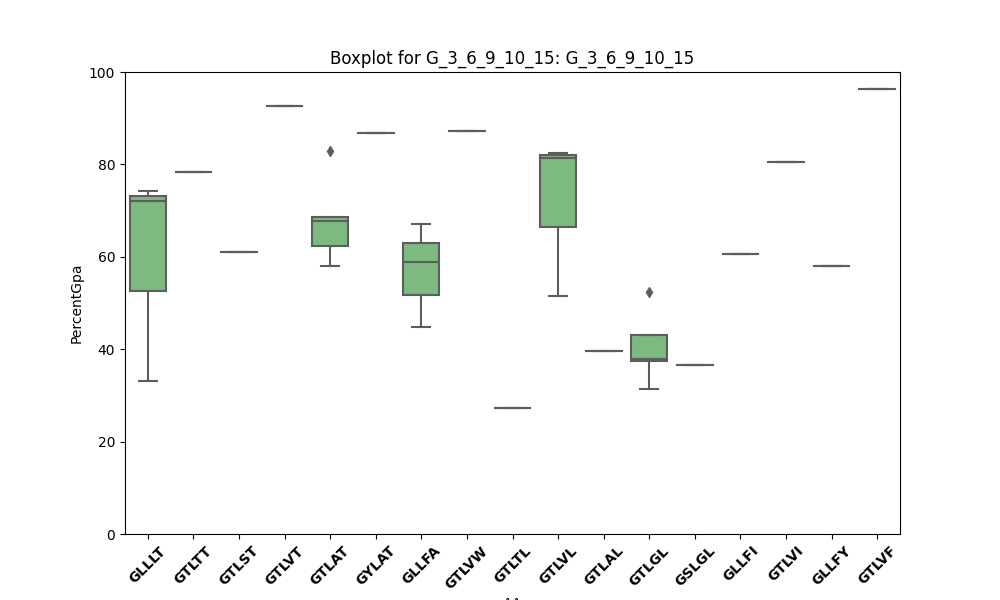 Boxplot for G_3_6_9_10_15: G_3_6_9_10_15
100
80
60
40
20
0
PercentGpa
GLLLT
GTLTT
GTLST
GTLVT
GTLAT
GYLAT
GLLFA
GTLVW
GTLTL
GTLVL
GTLAL
GTLGL
GSLGL
GLLFI
GTLVI
GLLFY
GTLVF